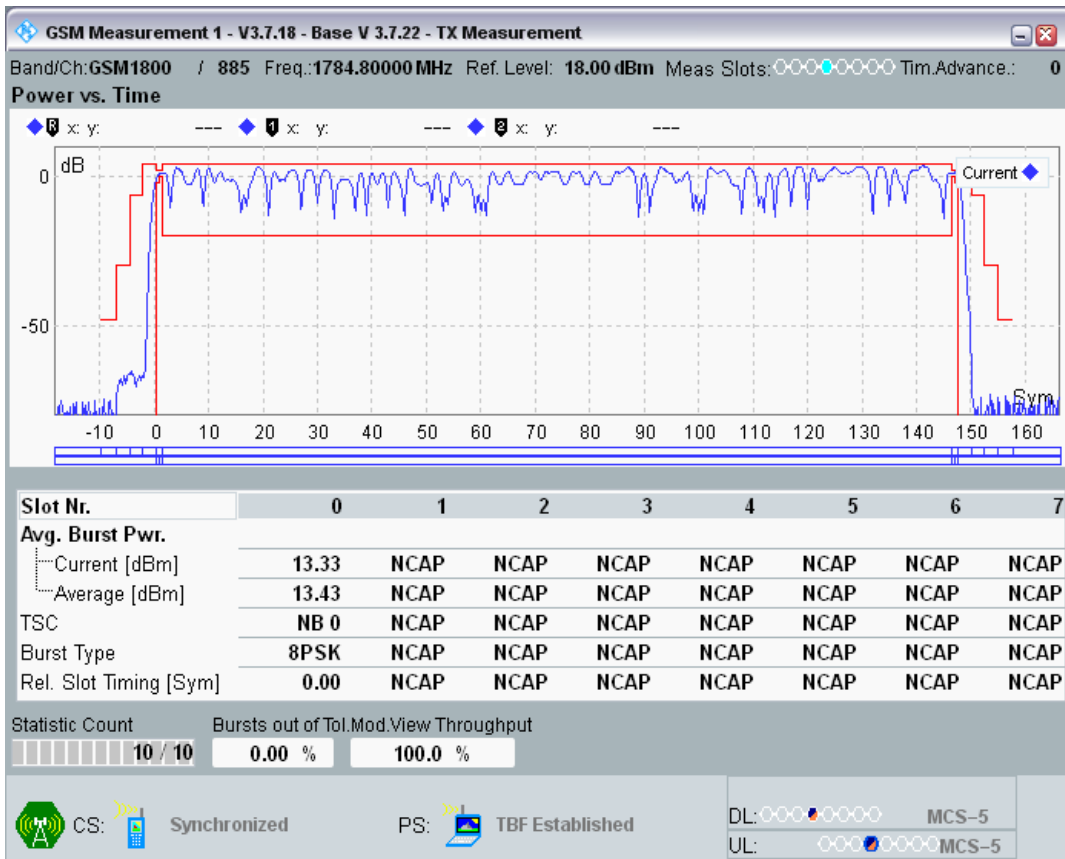 GSM Measurement 1 - V3.7.18 - Base V 3.7.22 - TX Measurement
Band/Ch:GSM1800 / 885 Freq.:1784.80000 MHz Ref. Level: 18.00 dBm Meas Slots: Tim.Advance.: 0
Power vs. Time
R x: y: --- 1 x: y: --- 2 x: y: ---
dB
Current
0
-50
Sym
-10 0 10 20 30 40 50 60 70 80 90 100 110 120 130 140 150 160
Slot Nr. 0 1 2 3 4 5 6 7
Avg. Burst Pwr.
Current [dBm] 13.33 NCAP NCAP NCAP NCAP NCAP NCAP NCAP
Average [dBm] 13.43 NCAP NCAP NCAP NCAP NCAP NCAP NCAP
TSC NB 0 NCAP NCAP NCAP NCAP NCAP NCAP NCAP
Burst Type 8PSK NCAP NCAP NCAP NCAP NCAP NCAP NCAP
Rel. Slot Timing [Sym] 0.00 NCAP NCAP NCAP NCAP NCAP NCAP NCAP
Statistic Count Bursts out of Tol. Mod.View Throughput
10 / 10 0.00 % 100.0 %
CS: Synchronized PS: TBF Established
DL: MCS-5
UL: MCS-5